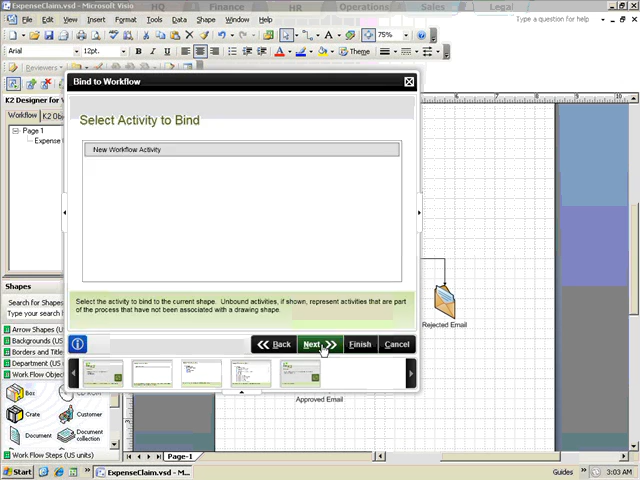 ExpenseClaim.vsd - Microsoft Visio
HQ
Finance
HR
Operations
Sales
Legal
File Edit View Insert Format Tools Data Shape Window Help
Type a question for help
Arial
12pt.
B I U
Theme
75%
Reviewers
K2 Designer for
Workflow
K2 Obj
Page 1
Expense
Bind to Workflow
Select Activity to Bind
New Workflow Activity
Select the activity to bind to the current shape. Unbound activities, if shown, represent activities that are part
of the process that have not been associated with a drawing shape.
Back
Next
Finish
Cancel
Rejected Email
Approved Email
Shapes
Search for Shapes
Type your search
Arrow Shapes (
Backgrounds (
Borders and Titles
Department (
Work Flow Objec
Box
CD-ROM
Crate
Customer
Document
Document
collection
Work Flow Steps (US units)
Page-1
Start
ExpenseClaim.vsd - M...
Guides
3:03 AM